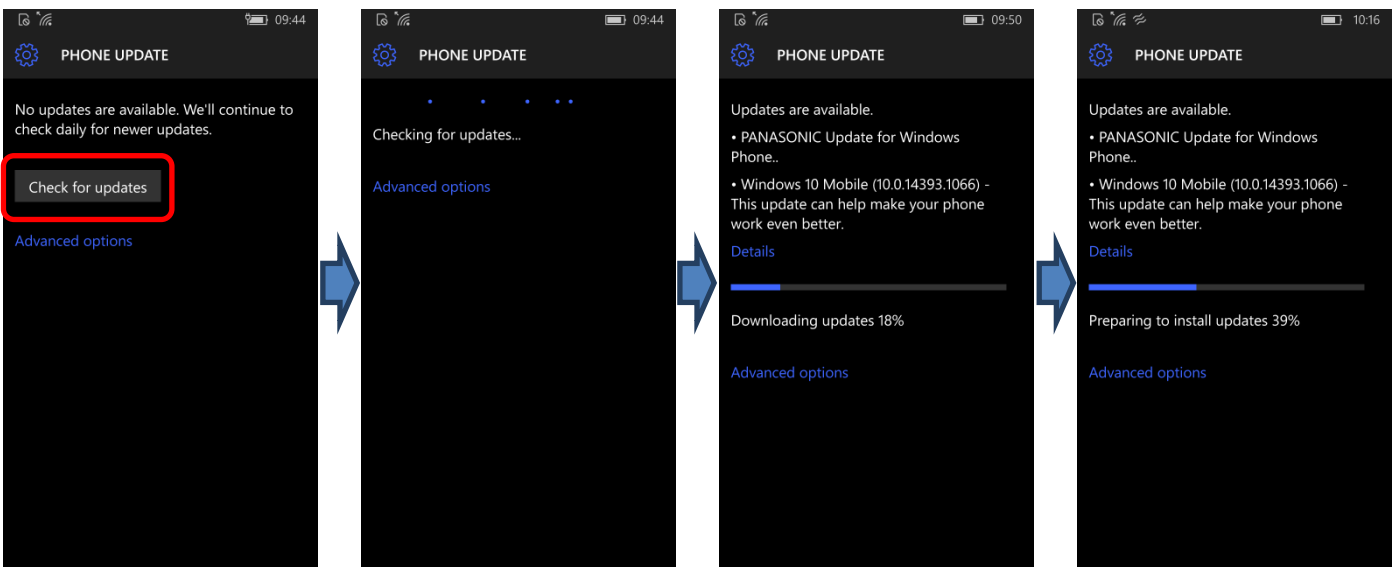 09:44
PHONE UPDATE
No updates are available. We'll continue to
check daily for newer updates.
Check for updates
Advanced options
09:44
PHONE UPDATE
Checking for updates...
Advanced options
09:50
PHONE UPDATE
Updates are available.
• PANASONIC Update for Windows
Phone..
• Windows 10 Mobile (10.0.14393.1066) -
This update can help make your phone
work even better.
Details
Downloading updates 18%
Advanced options
10:16
PHONE UPDATE
Updates are available.
• PANASONIC Update for Windows
Phone..
• Windows 10 Mobile (10.0.14393.1066) -
This update can help make your phone
work even better.
Details
Preparing to install updates 39%
Advanced options